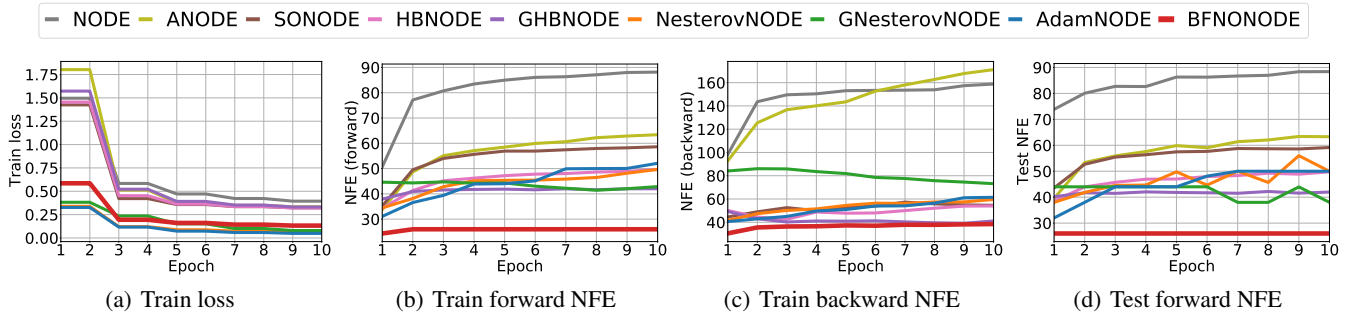 NODE ANODE SONODE HBNODE GHBNODE NesterovNODE GNesterovNODE AdamNODE BFNONODE
Train loss
1.75
1.50
1.25
1.00
0.75
0.50
0.25
0.00
1 2 3 4 5 6 7 8 9 10
Epoch
(a) Train loss
NFE (forward)
90
80
70
60
50
40
30
1 2 3 4 5 6 7 8 9 10
Epoch
(b) Train forward NFE
NFE (backward)
160
140
120
100
80
60
40
1 2 3 4 5 6 7 8 9 10
Epoch
(c) Train backward NFE
Test NFE
90
80
70
60
50
40
30
1 2 3 4 5 6 7 8 9 10
Epoch
(d) Test forward NFE